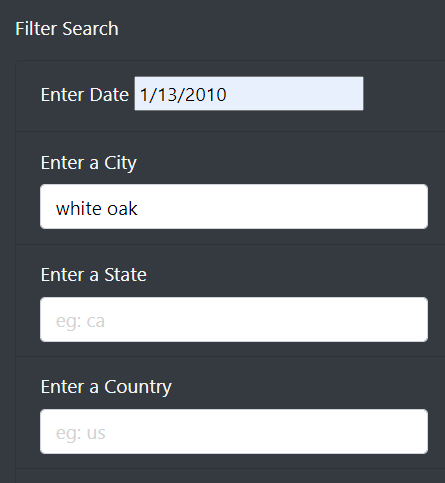 Filter Search
Enter Date 1/13/2010
Enter a City
white oak
Enter a State
eg: ca
Enter a Country
eg: us